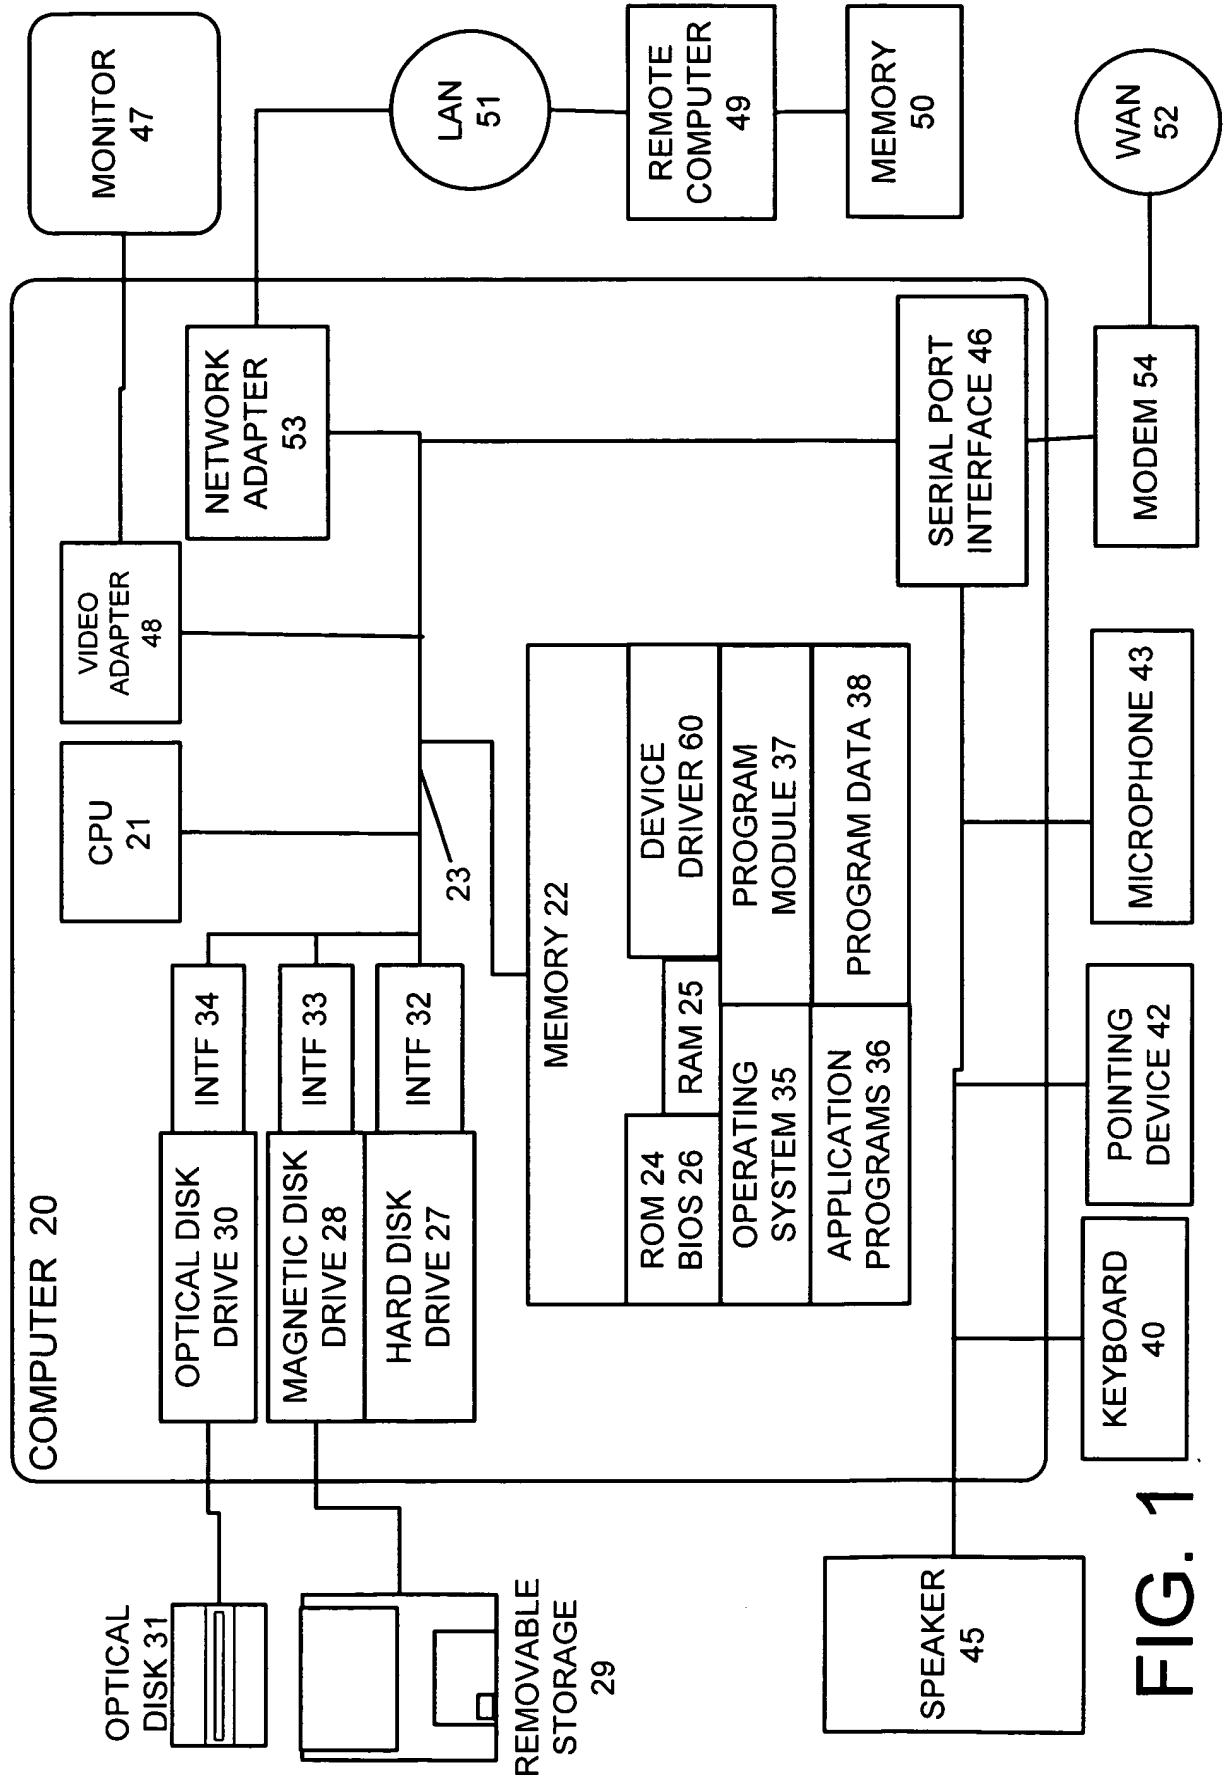 COMPUTER 20
OPTICAL
DISK 31
REMOVABLE
STORAGE
29
OPTICAL DISK
DRIVE 30
MAGNETIC DISK
DRIVE 28
HARD DISK
DRIVE 27
INTF 34
INTF 33
INTF 32
CPU
21
23
VIDEO
ADAPTER
48
NETWORK
ADAPTER
53
MONITOR
47
LAN
51
REMOTE
COMPUTER
49
MEMORY
50
MEMORY 22
ROM 24
BIOS 26
RAM 25
DEVICE
DRIVER 60
OPERATING
SYSTEM 35
PROGRAM
MODULE 37
APPLICATION
PROGRAMS 36
PROGRAM DATA 38
SERIAL PORT
INTERFACE 46
SPEAKER
45
KEYBOARD
40
POINTING
DEVICE 42
MICROPHONE 43
MODEM 54
WAN
52
FIG. 1